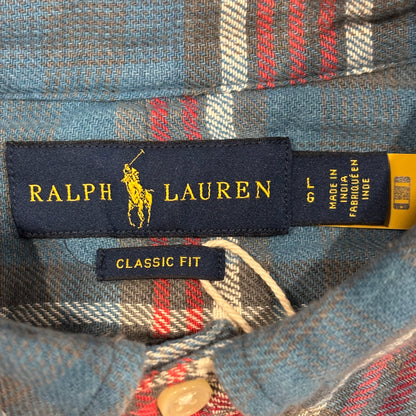 RALPH LAUREN
L
G
MADE IN
INDIA
FABRIQUÉ EN
INDE
CLASSIC FIT